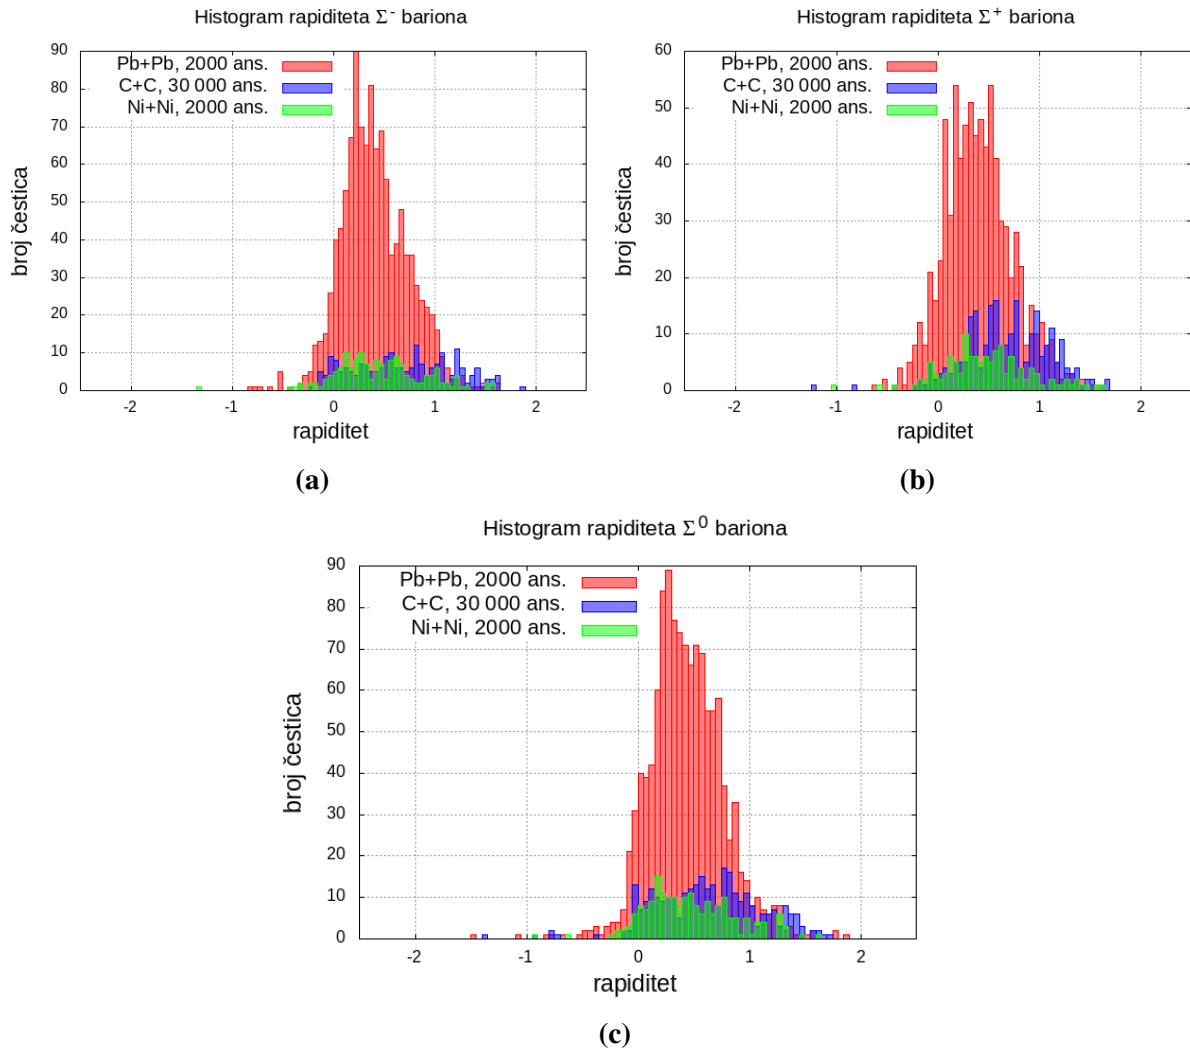 Histogram rapiditeta Σ⁻ bariona
90
80
70
60
50
40
30
20
10
0
broj čestica
Pb+Pb, 2000 ans.
C+C, 30 000 ans.
Ni+Ni, 2000 ans.
-2 -1 0 1 2
rapiditet
(a)
Histogram rapiditeta Σ⁺ bariona
60
50
40
30
20
10
0
broj čestica
Pb+Pb, 2000 ans.
C+C, 30 000 ans.
Ni+Ni, 2000 ans.
-2 -1 0 1 2
rapiditet
(b)
Histogram rapiditeta Σ⁰ bariona
90
80
70
60
50
40
30
20
10
0
broj čestica
Pb+Pb, 2000 ans.
C+C, 30 000 ans.
Ni+Ni, 2000 ans.
-2 -1 0 1 2
rapiditet
(c)